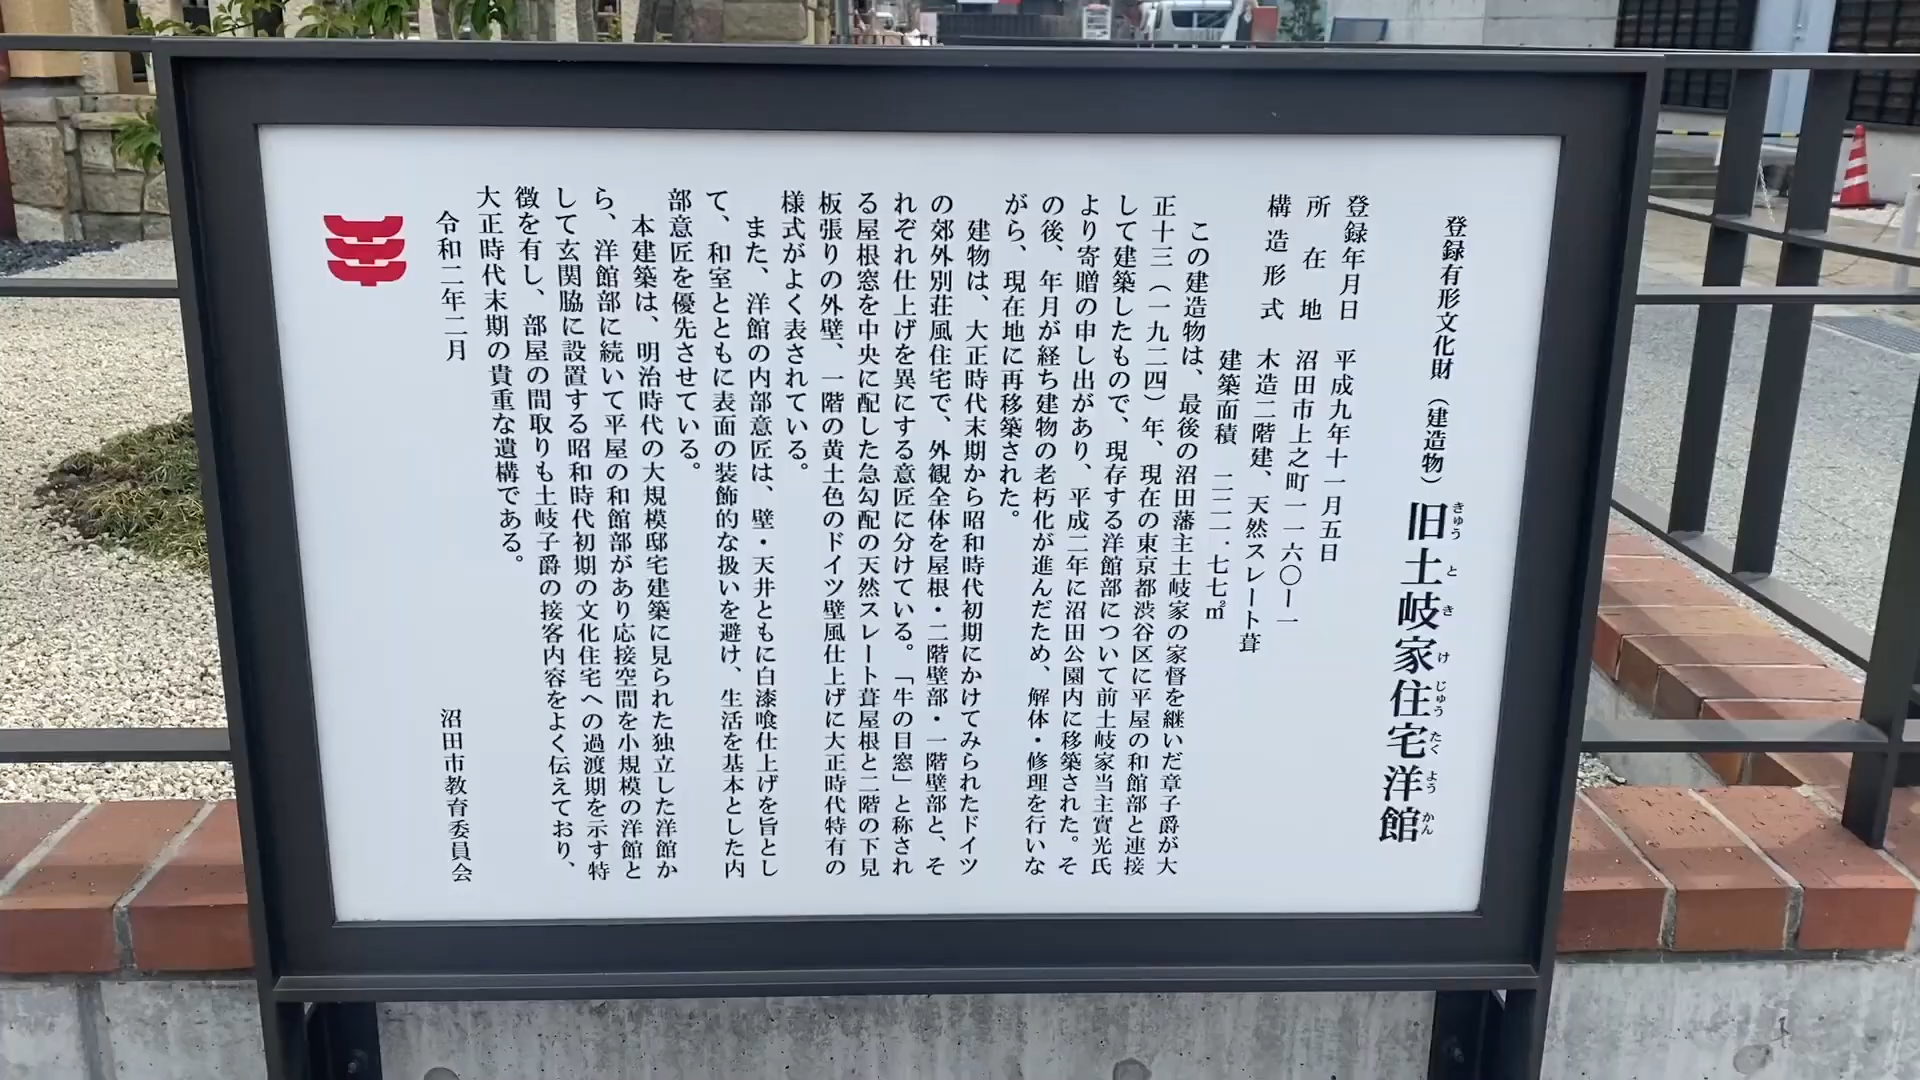 登録有形文化財（建造物）旧土岐家住宅洋館
きゅうときけじゅうたくようかん
登録年月日　平成九年十一月五日
所在地　沼田市上之町一一六〇ー一
構造形式　木造二階建、天然スレート葺
建築面積　二二一．七七㎡
この建造物は、最後の沼田藩主土岐家の家督を継いだ章子爵が大
正十三（一九二四）年、現在の東京都渋谷区に平屋の和館部と連接
して建築したもので、現存する洋館部について前土岐家当主實光氏
より寄贈の申し出があり、平成二年に沼田公園内に移築された。そ
の後、年月が経ち建物の老朽化が進んだため、解体・修理を行いな
がら、現在地に再移築された。
建物は、大正時代末期から昭和時代初期にかけてみられたドイツ
の郊外別荘風住宅で、外観全体を屋根・二階壁部・一階壁部と、そ
れぞれ仕上げを異にする意匠に分けている。「牛の目窓」と称され
る屋根窓を中央に配した急勾配の天然スレート葺屋根と二階の下見
板張りの外壁、一階の黄土色のドイツ壁風仕上げに大正時代特有の
様式がよく表されている。
また、洋館の内部意匠は、壁・天井ともに白漆喰仕上げを旨とし
て、和室とともに表面の装飾的な扱いを避け、生活を基本とした内
部意匠を優先させている。
本建築は、明治時代の大規模邸宅建築に見られた独立した洋館か
ら、洋館部に続いて平屋の和館部があり応接空間を小規模の洋館と
して玄関脇に設置する昭和時代初期の文化住宅への過渡期を示す特
徴を有し、部屋の間取りも土岐子爵の接客内容をよく伝えており、
大正時代末期の貴重な遺構である。
令和二年二月
沼田市教育委員会